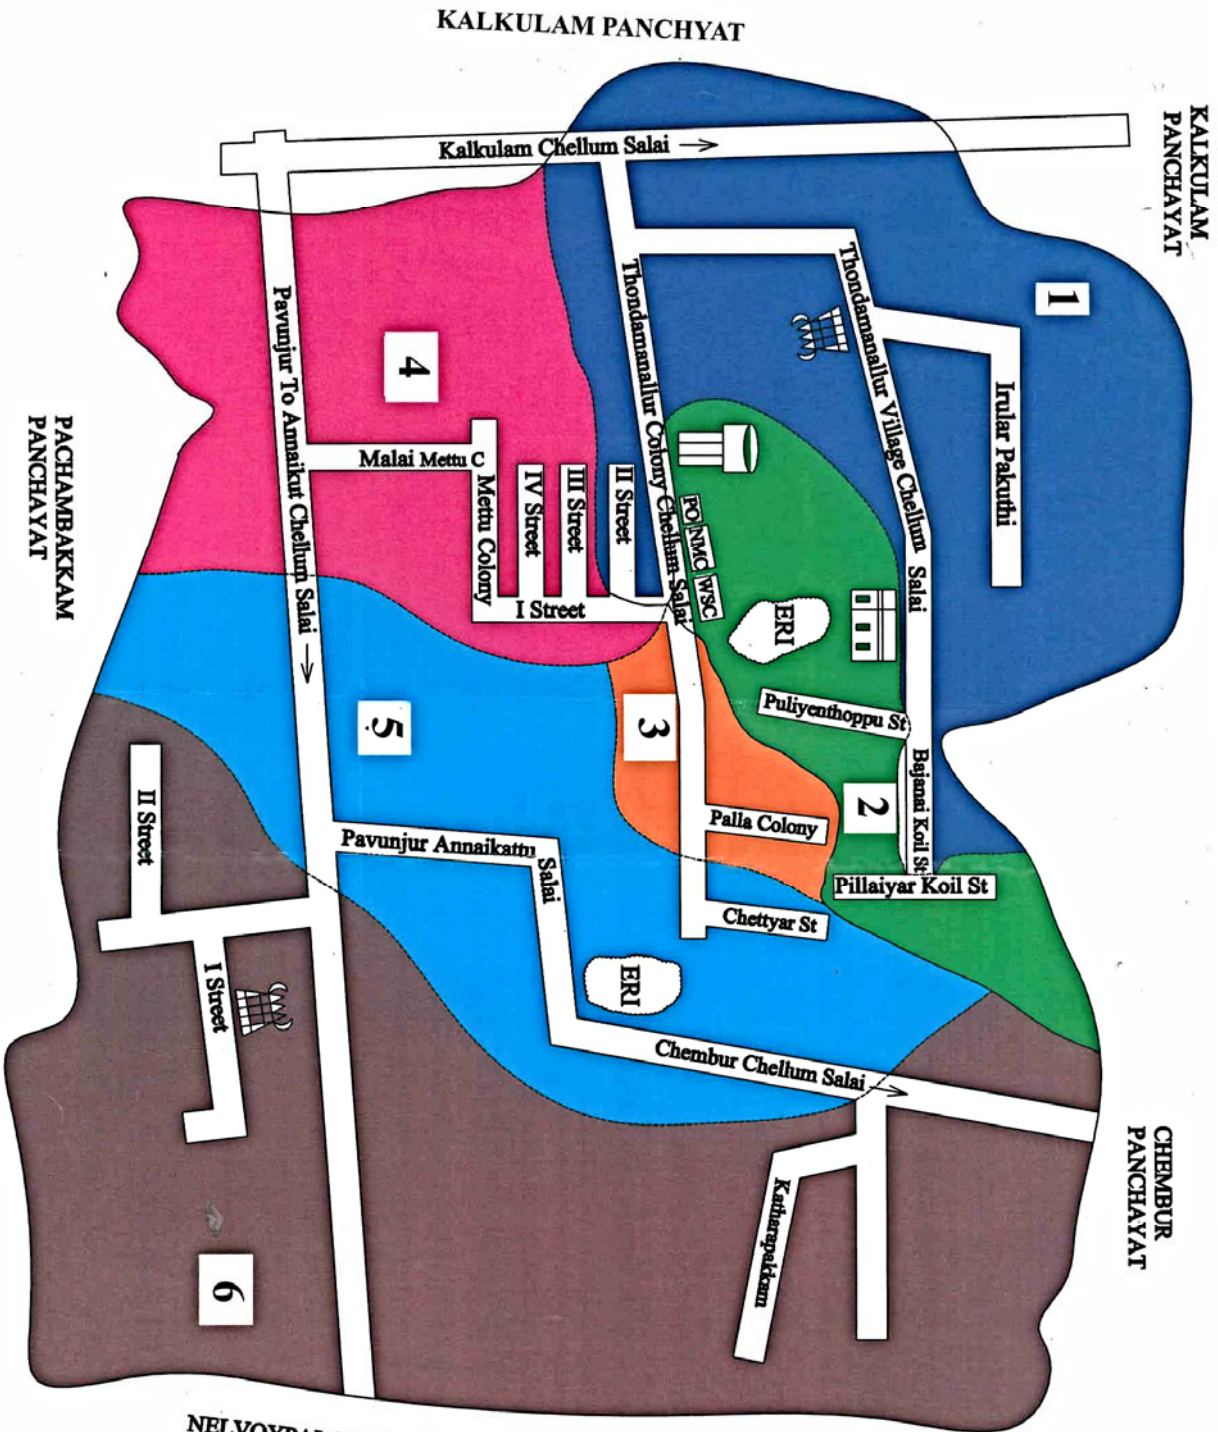 KALKULAM PANCHYAT
KALKULAM
PANCHAYAT
Kalkulam Chellum Salai
1
Thondamanallur Village Chellum Salai
Thondamanallur Colony Chellum Salai
Irular Pakuthi
Pavunjur To Annaikut Chellum Salai
4
PACHAMBAKKAM
PANCHAYAT
Malai Mettu C
Mettu Colony
IV Street
III Street
II Street
I Street
PO
NMC
WSC
ERI
Puliyenthoppu St
Bajanai Koil St
2
3
5
Palla Colony
Pillaiyar Koil St
Chettyar St
Pavunjur Annaikattu Salai
II Street
I Street
ERI
Chembur Chellum Salai
CHEMBUR
PANCHAYAT
Katharapakkam
6